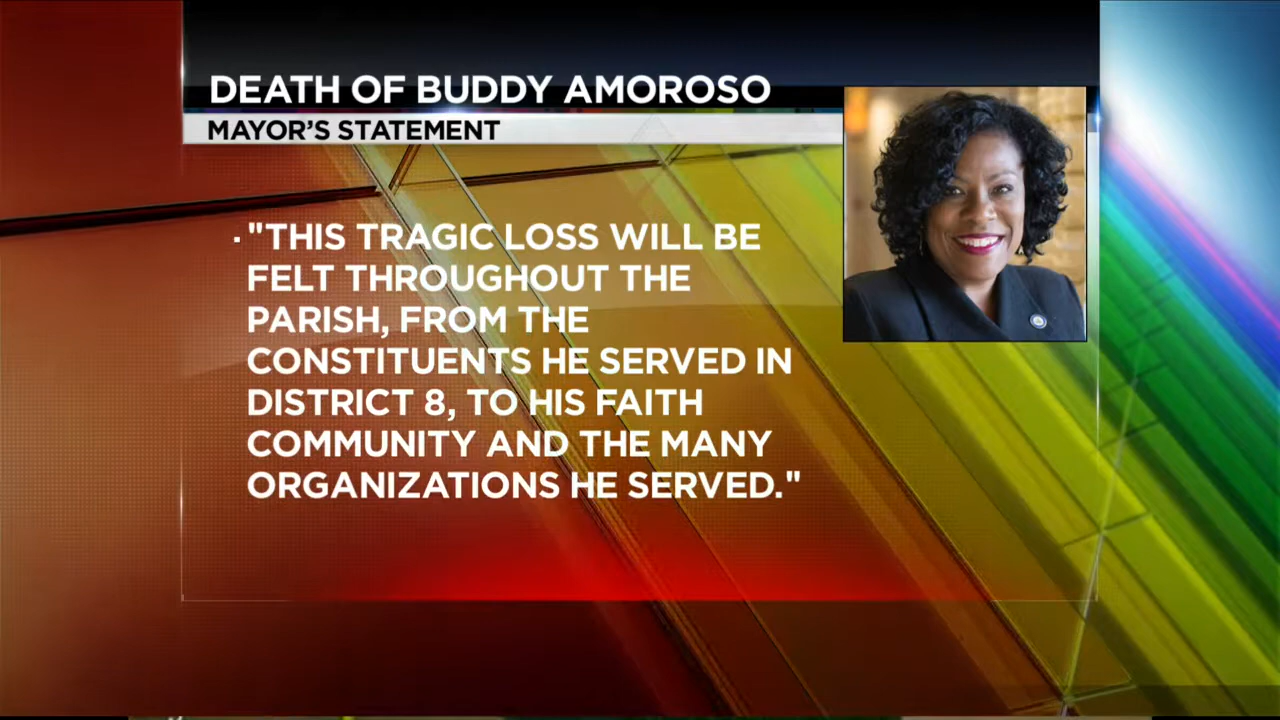 DEATH OF BUDDY AMOROSO
MAYOR'S STATEMENT
· "THIS TRAGIC LOSS WILL BE
FELT THROUGHOUT THE
PARISH, FROM THE
CONSTITUENTS HE SERVED IN
DISTRICT 8, TO HIS FAITH
COMMUNITY AND THE MANY
ORGANIZATIONS HE SERVED."